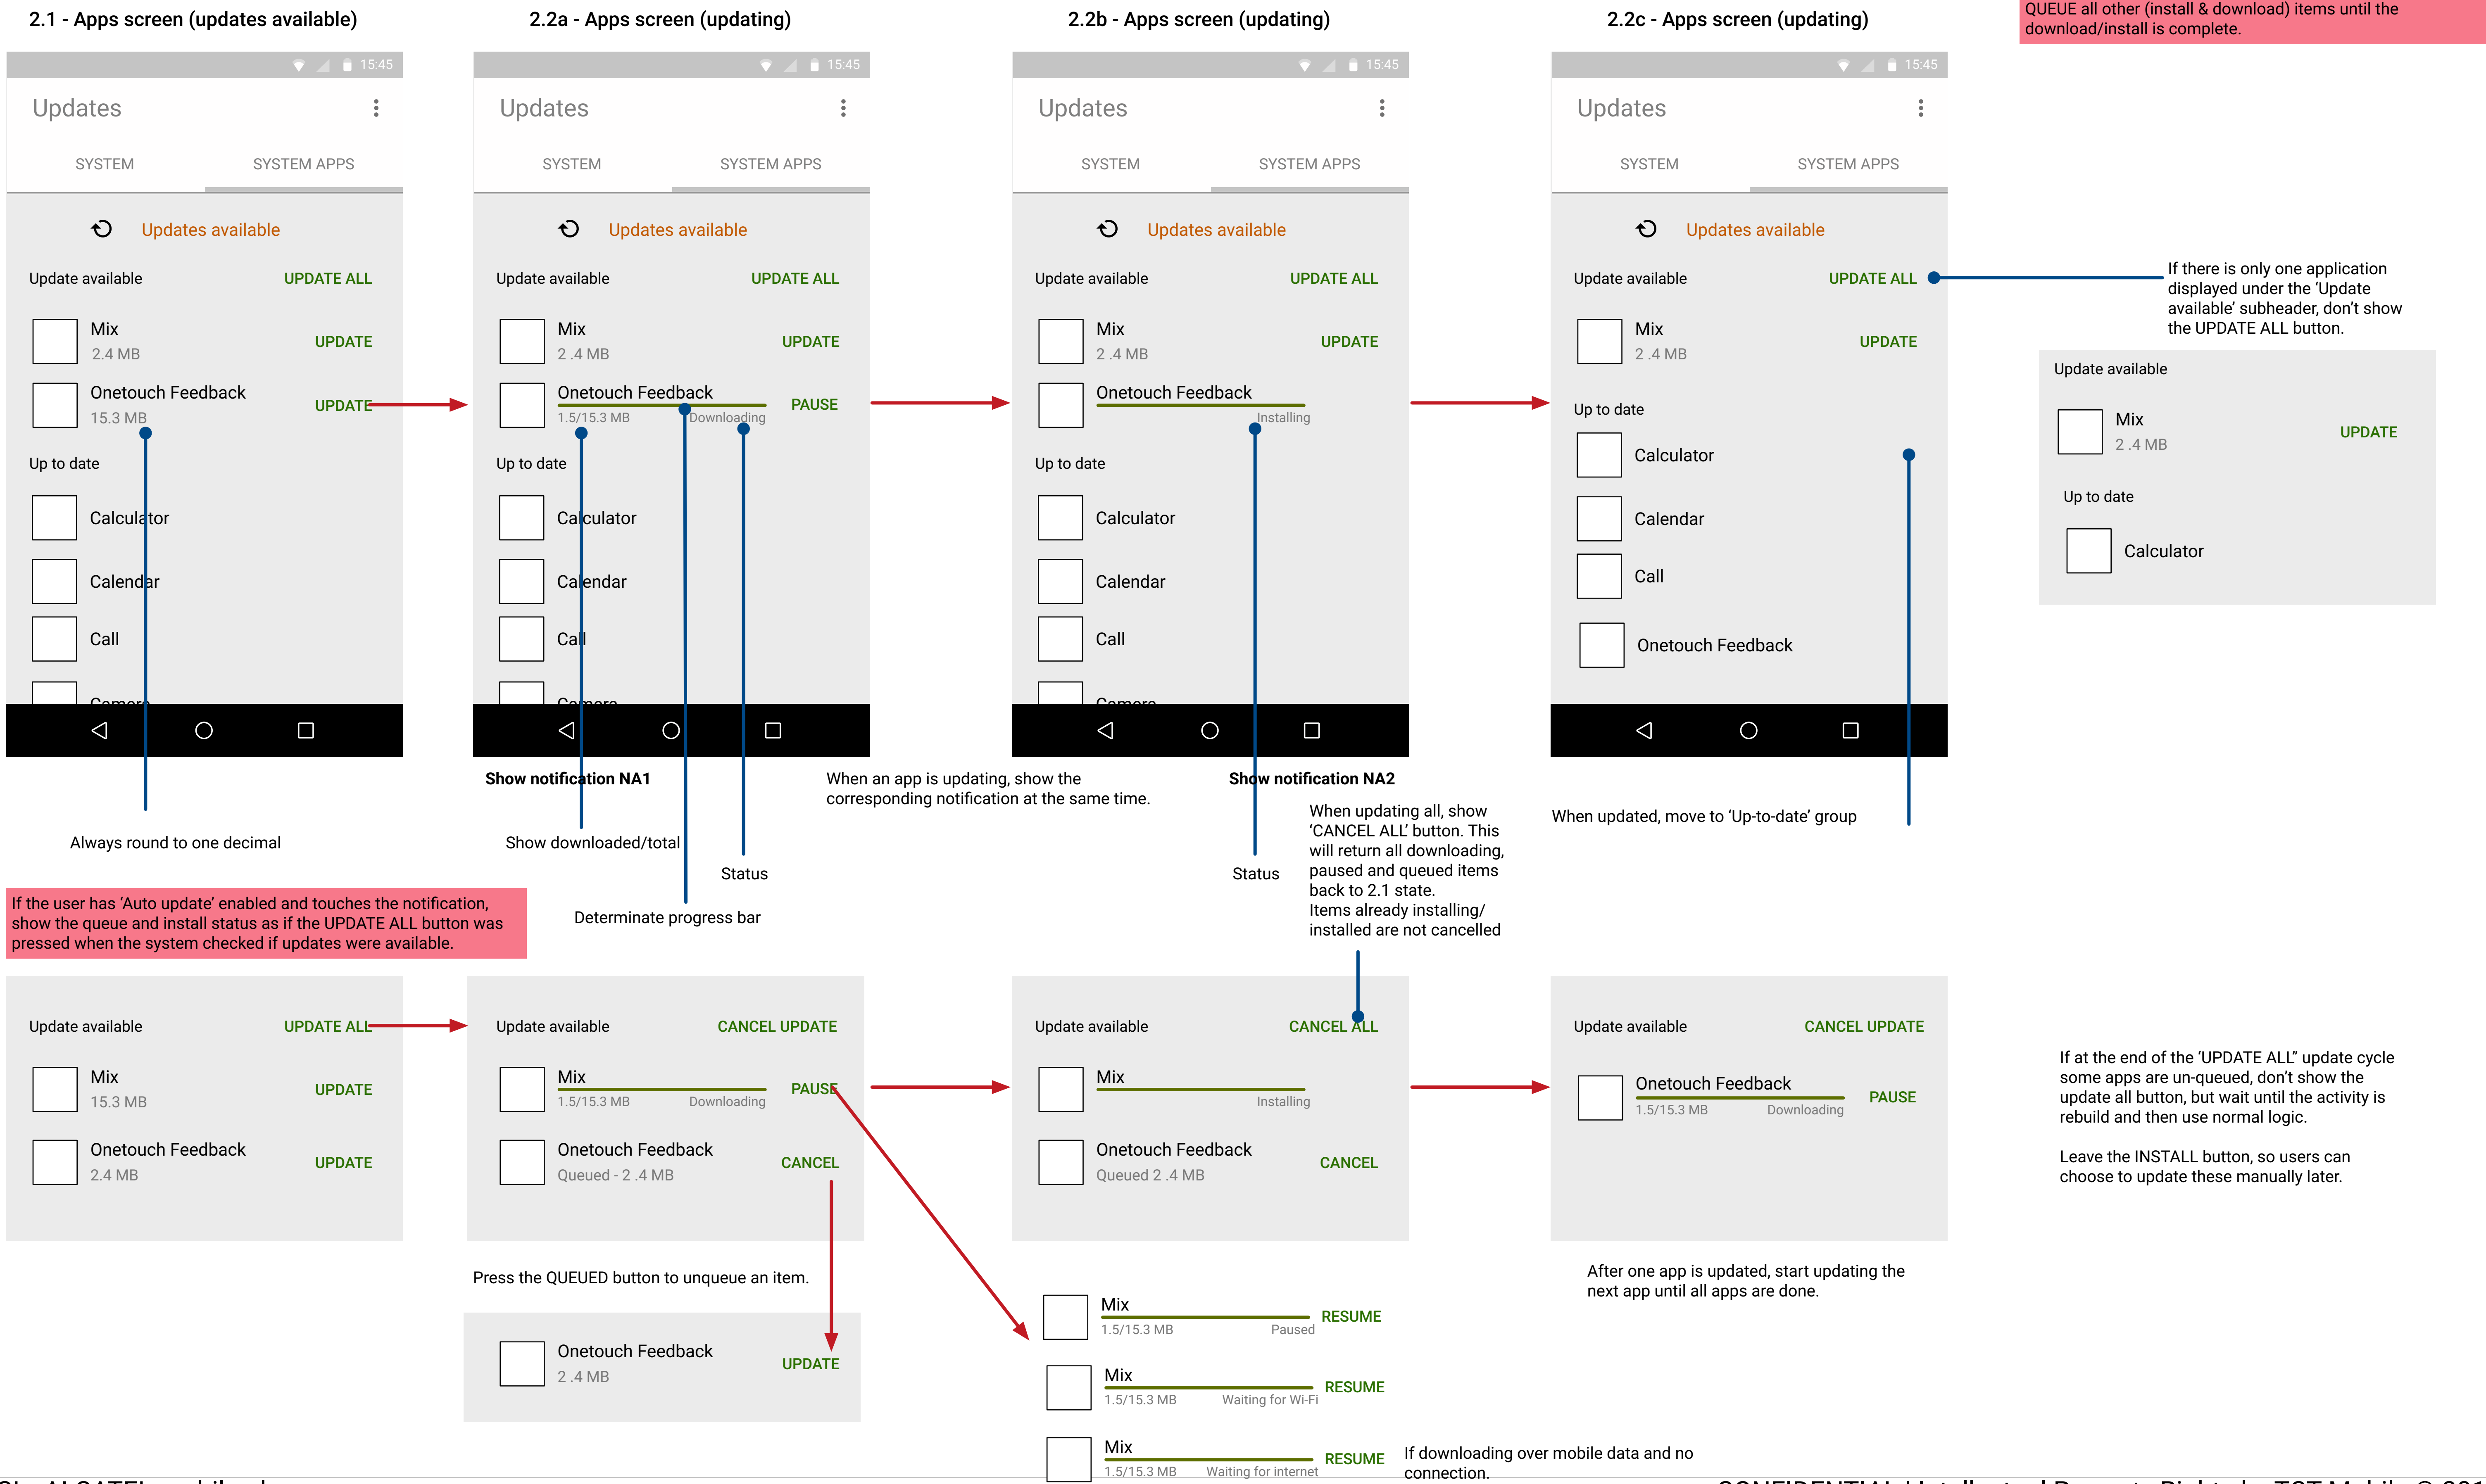 2.1 - Apps screen (updates available)
2.2a - Apps screen (updating)
2.2b - Apps screen (updating)
2.2c - Apps screen (updating)
QUEUE all other (install & download) items until the
download/install is complete.
15:45
Updates
SYSTEM
SYSTEM APPS
Updates available
Update available
UPDATE ALL
Mix
2.4 MB
UPDATE
Onetouch Feedback
15.3 MB
UPDATE
Up to date
Calculator
Calendar
Call
Camera
Always round to one decimal
15:45
Updates
SYSTEM
SYSTEM APPS
Updates available
Update available
UPDATE ALL
Mix
2 .4 MB
UPDATE
Onetouch Feedback
1.5/15.3 MB
Downloading
PAUSE
Up to date
Calculator
Calendar
Call
Camera
Show notification NA1
Show downloaded/total
Status
Determinate progress bar
When an app is updating, show the
corresponding notification at the same time.
15:45
Updates
SYSTEM
SYSTEM APPS
Updates available
Update available
UPDATE ALL
Mix
2 .4 MB
UPDATE
Onetouch Feedback
Installing
Up to date
Calculator
Calendar
Call
Camera
Show notification NA2
Status
When updating all, show
‘CANCEL ALL’ button. This
will return all downloading,
paused and queued items
back to 2.1 state.
Items already installing/
installed are not cancelled
15:45
Updates
SYSTEM
SYSTEM APPS
Updates available
Update available
UPDATE ALL
Mix
2 .4 MB
UPDATE
Up to date
Calculator
Calendar
Call
Onetouch Feedback
When updated, move to ‘Up-to-date’ group
If there is only one application
displayed under the ‘Update
available’ subheader, don’t show
the UPDATE ALL button.
Update available
Mix
2 .4 MB
UPDATE
Up to date
Calculator
If the user has ‘Auto update’ enabled and touches the notification,
show the queue and install status as if the UPDATE ALL button was
pressed when the system checked if updates were available.
Update available
UPDATE ALL
Mix
15.3 MB
UPDATE
Onetouch Feedback
2.4 MB
UPDATE
Update available
CANCEL UPDATE
Mix
1.5/15.3 MB
Downloading
PAUSE
Onetouch Feedback
Queued - 2 .4 MB
CANCEL
Press the QUEUED button to unqueue an item.
Onetouch Feedback
2 .4 MB
UPDATE
Update available
CANCEL ALL
Mix
Installing
Onetouch Feedback
Queued 2 .4 MB
CANCEL
Mix
1.5/15.3 MB
Paused
RESUME
Mix
1.5/15.3 MB
Waiting for Wi-Fi
RESUME
Mix
1.5/15.3 MB
Waiting for internet
RESUME
If downloading over mobile data and no
connection.
Update available
CANCEL UPDATE
Onetouch Feedback
1.5/15.3 MB
Downloading
PAUSE
After one app is updated, start updating the
next app until all apps are done.
If at the end of the ‘UPDATE ALL” update cycle
some apps are un-queued, don’t show the
update all button, but wait until the activity is
rebuild and then use normal logic.
Leave the INSTALL button, so users can
choose to update these manually later.